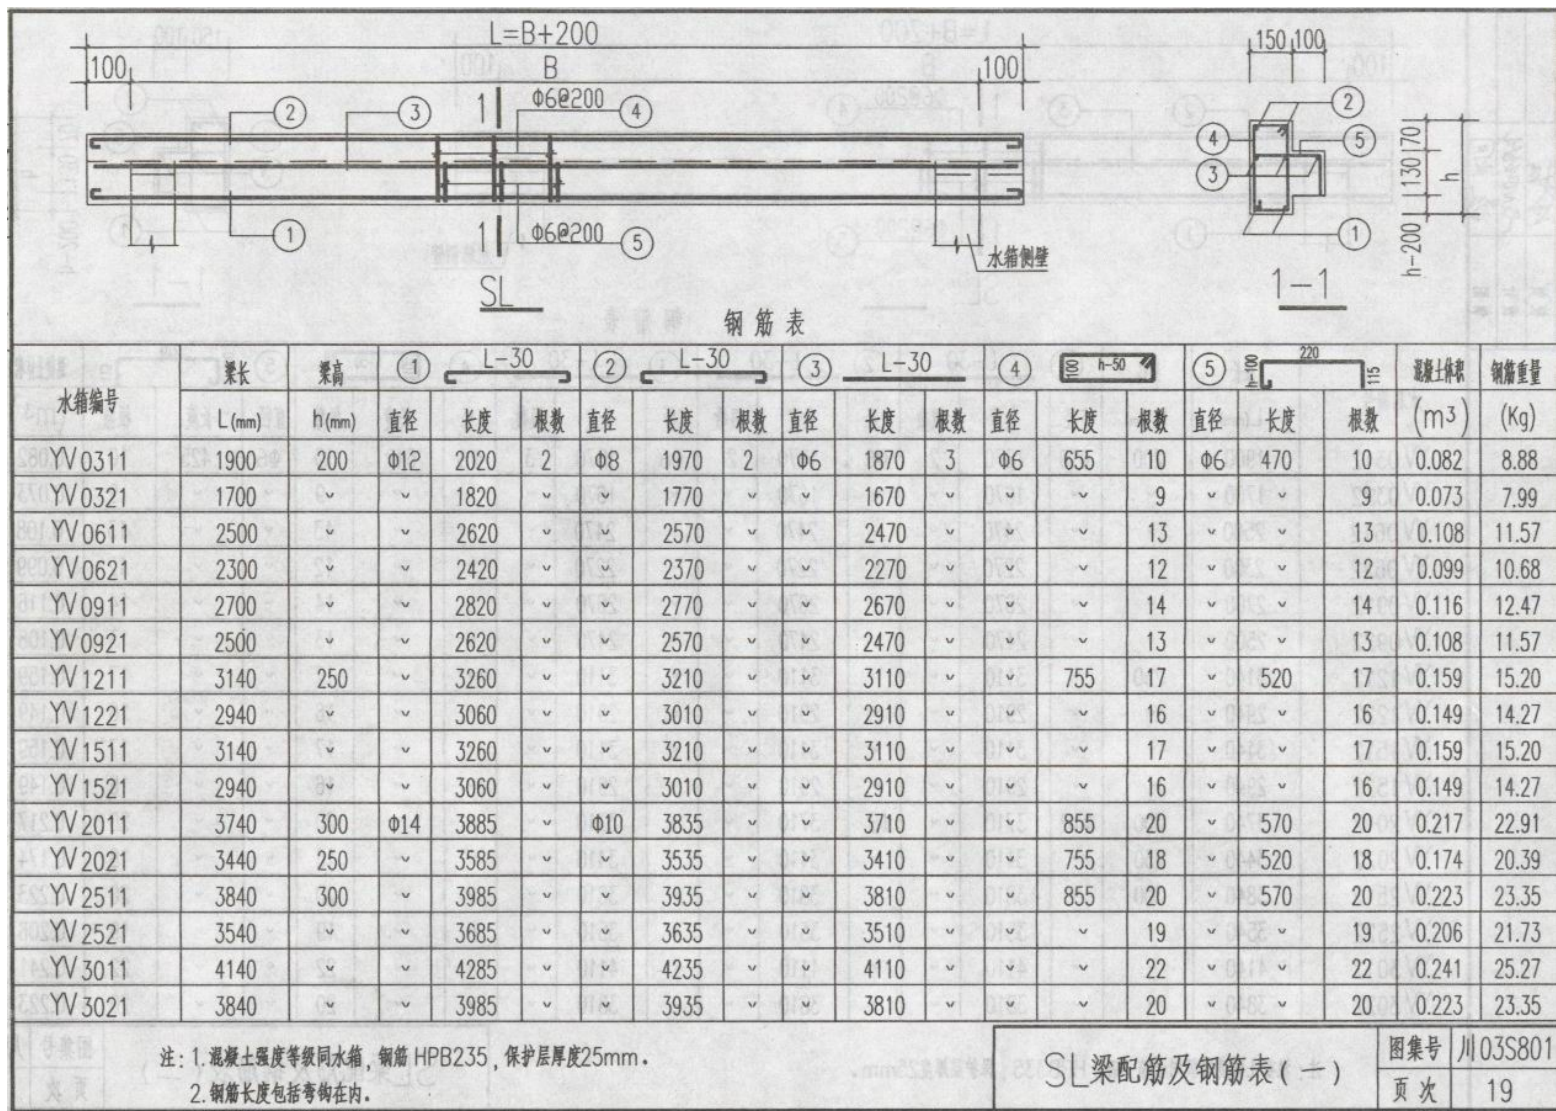 L=B+200
100 B 100
1 Φ6@200
② ③ ④
① 1 Φ6@200 ⑤
水箱侧壁
SL
150 100
②
④ ⑤
③
①
70
130
h
h-200
1-1
钢筋表
水箱编号 梁长 L(mm) 梁高 h(mm) ① L-30 ② L-30 ③ L-30 ④ 100 h-50 ⑤ h-100 220 115 混凝土体积 (m³) 钢筋重量 (Kg)
直径 长度 根数 直径 长度 根数 直径 长度 根数 直径 长度 根数 直径 长度 根数
YV0311 1900 200 Φ12 2020 2 Φ8 1970 2 Φ6 1870 3 Φ6 655 10 Φ6 470 10 0.082 8.88
YV0321 1700 〃 〃 1820 〃 〃 1770 〃 〃 1670 〃 〃 〃 9 〃 〃 9 0.073 7.99
YV0611 2500 〃 〃 2620 〃 〃 2570 〃 〃 2470 〃 〃 〃 13 〃 〃 13 0.108 11.57
YV0621 2300 〃 〃 2420 〃 〃 2370 〃 〃 2270 〃 〃 〃 12 〃 〃 12 0.099 10.68
YV0911 2700 〃 〃 2820 〃 〃 2770 〃 〃 2670 〃 〃 〃 14 〃 〃 14 0.116 12.47
YV0921 2500 〃 〃 2620 〃 〃 2570 〃 〃 2470 〃 〃 〃 13 〃 〃 13 0.108 11.57
YV1211 3140 250 〃 3260 〃 〃 3210 〃 〃 3110 〃 〃 755 17 〃 520 17 0.159 15.20
YV1221 2940 〃 〃 3060 〃 〃 3010 〃 〃 2910 〃 〃 〃 16 〃 〃 16 0.149 14.27
YV1511 3140 〃 〃 3260 〃 〃 3210 〃 〃 3110 〃 〃 〃 17 〃 〃 17 0.159 15.20
YV1521 2940 〃 〃 3060 〃 〃 3010 〃 〃 2910 〃 〃 〃 16 〃 〃 16 0.149 14.27
YV2011 3740 300 Φ14 3885 〃 Φ10 3835 〃 〃 3710 〃 〃 855 20 〃 570 20 0.217 22.91
YV2021 3440 250 〃 3585 〃 〃 3535 〃 〃 3410 〃 〃 755 18 〃 520 18 0.174 20.39
YV2511 3840 300 〃 3985 〃 〃 3935 〃 〃 3810 〃 〃 855 20 〃 570 20 0.223 23.35
YV2521 3540 〃 〃 3685 〃 〃 3635 〃 〃 3510 〃 〃 〃 19 〃 〃 19 0.206 21.73
YV3011 4140 〃 〃 4285 〃 〃 4235 〃 〃 4110 〃 〃 〃 22 〃 〃 22 0.241 25.27
YV3021 3840 〃 〃 3985 〃 〃 3935 〃 〃 3810 〃 〃 〃 20 〃 〃 20 0.223 23.35
注: 1.混凝土强度等级同水箱, 钢筋 HPB235, 保护层厚度25mm.
2.钢筋长度包括弯钩在内.
SL梁配筋及钢筋表(一)
图集号 川03S801
页次 19